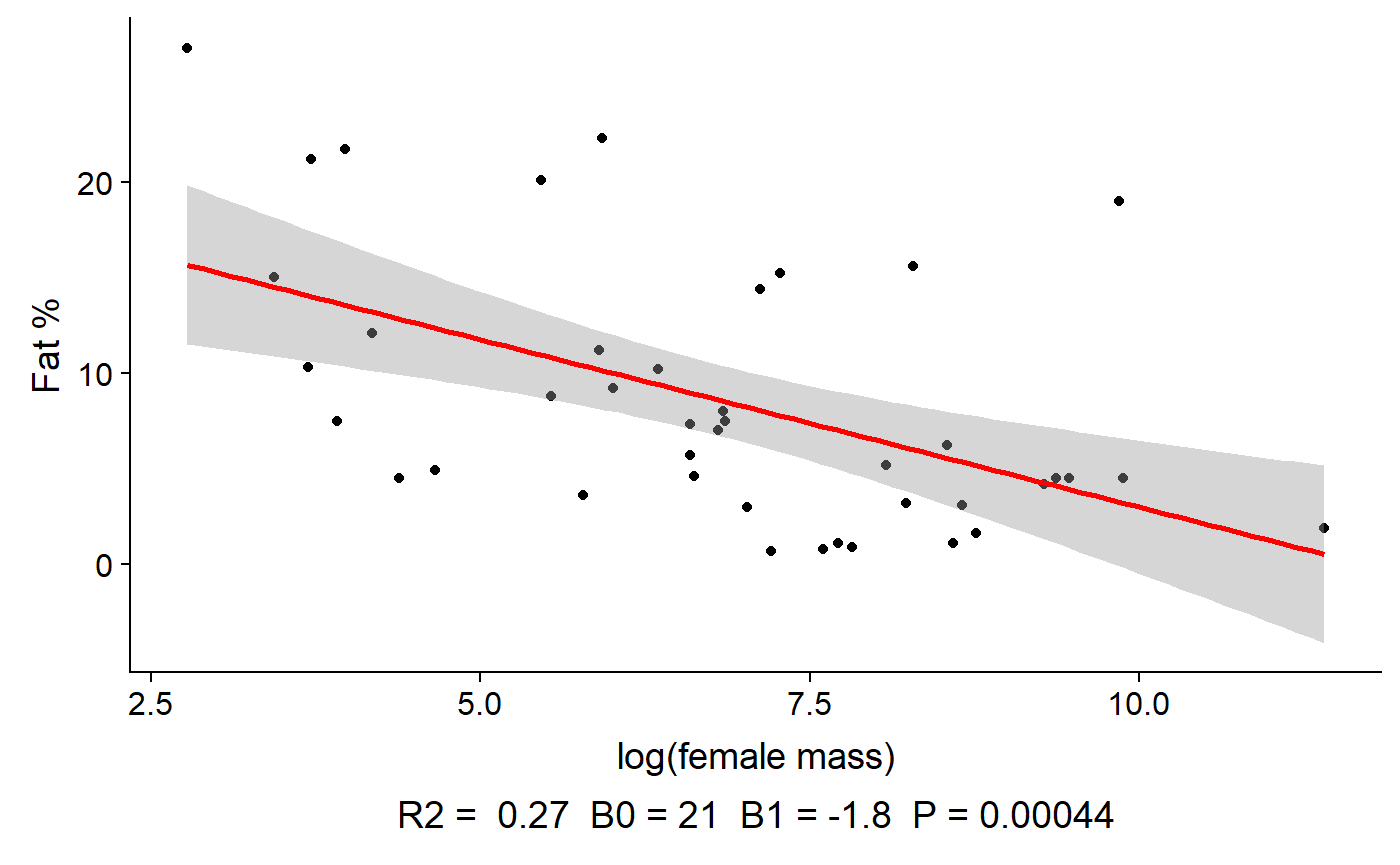 Fat %
20
10
0
2.5 5.0 7.5 10.0
log(female mass)
R2 =  0.27  B0 = 21  B1 = -1.8  P = 0.00044